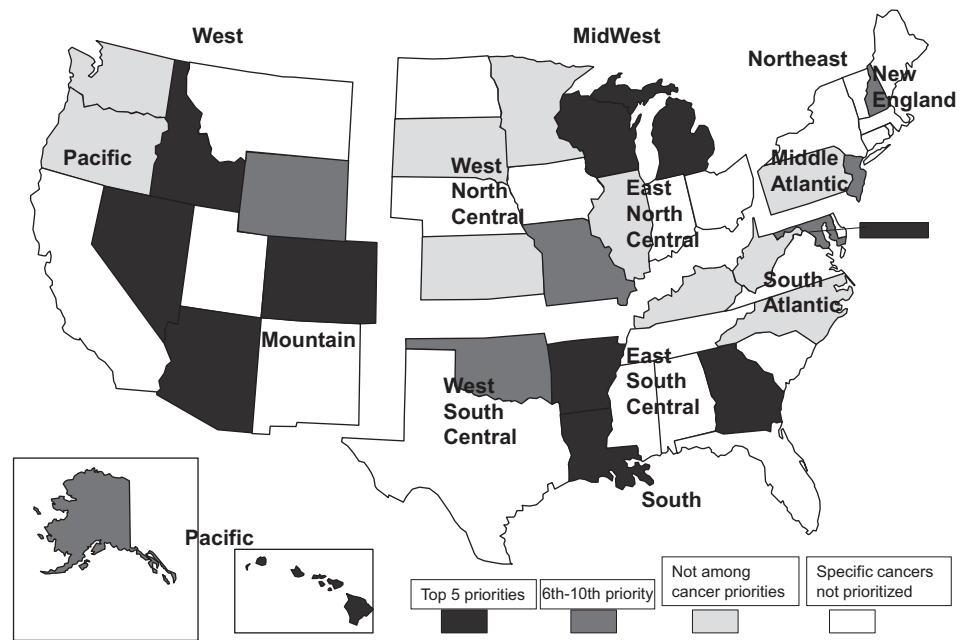 West
MidWest
Northeast
New
England
Pacific
Middle
Atlantic
West
North
Central
East
North
Central
South
Atlantic
Mountain
East
South
Central
West
South
Central
South
Pacific
Top 5 priorities
6th-10th priority
Not among
cancer priorities
Specific cancers
not prioritized